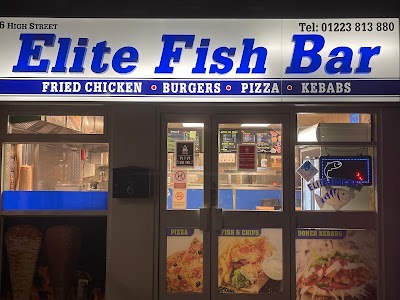 6 HIGH STREET
Tel: 01223 813 880
Elite Fish Bar
FRIED CHICKEN • BURGERS • PIZZA • KEBABS
PIZZA
FISH & CHIPS
DONER KEBABS